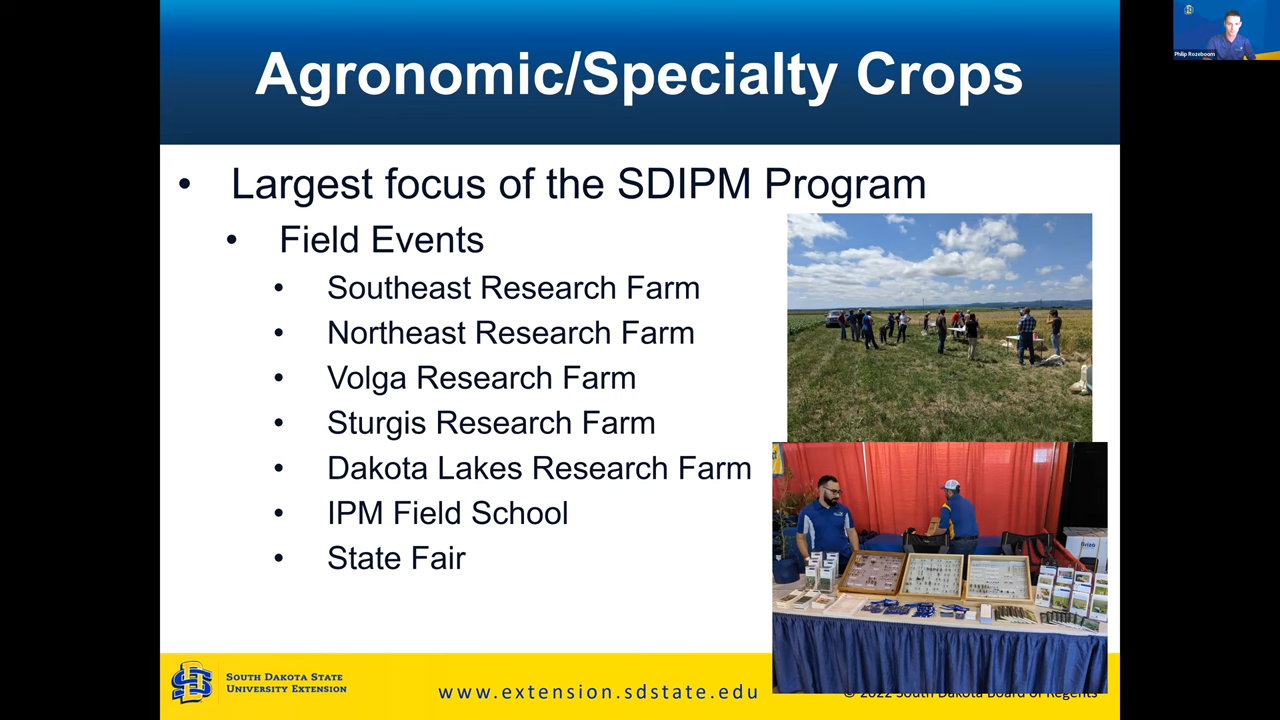 Agronomic/Specialty Crops
Philip Rozeboom
• Largest focus of the SDIPM Program
• Field Events
• Southeast Research Farm
• Northeast Research Farm
• Volga Research Farm
• Sturgis Research Farm
• Dakota Lakes Research Farm
• IPM Field School
• State Fair
SOUTH DAKOTA STATE
UNIVERSITY EXTENSION
www.extension.sdstate.edu
© 2022 South Dakota Board of Regents